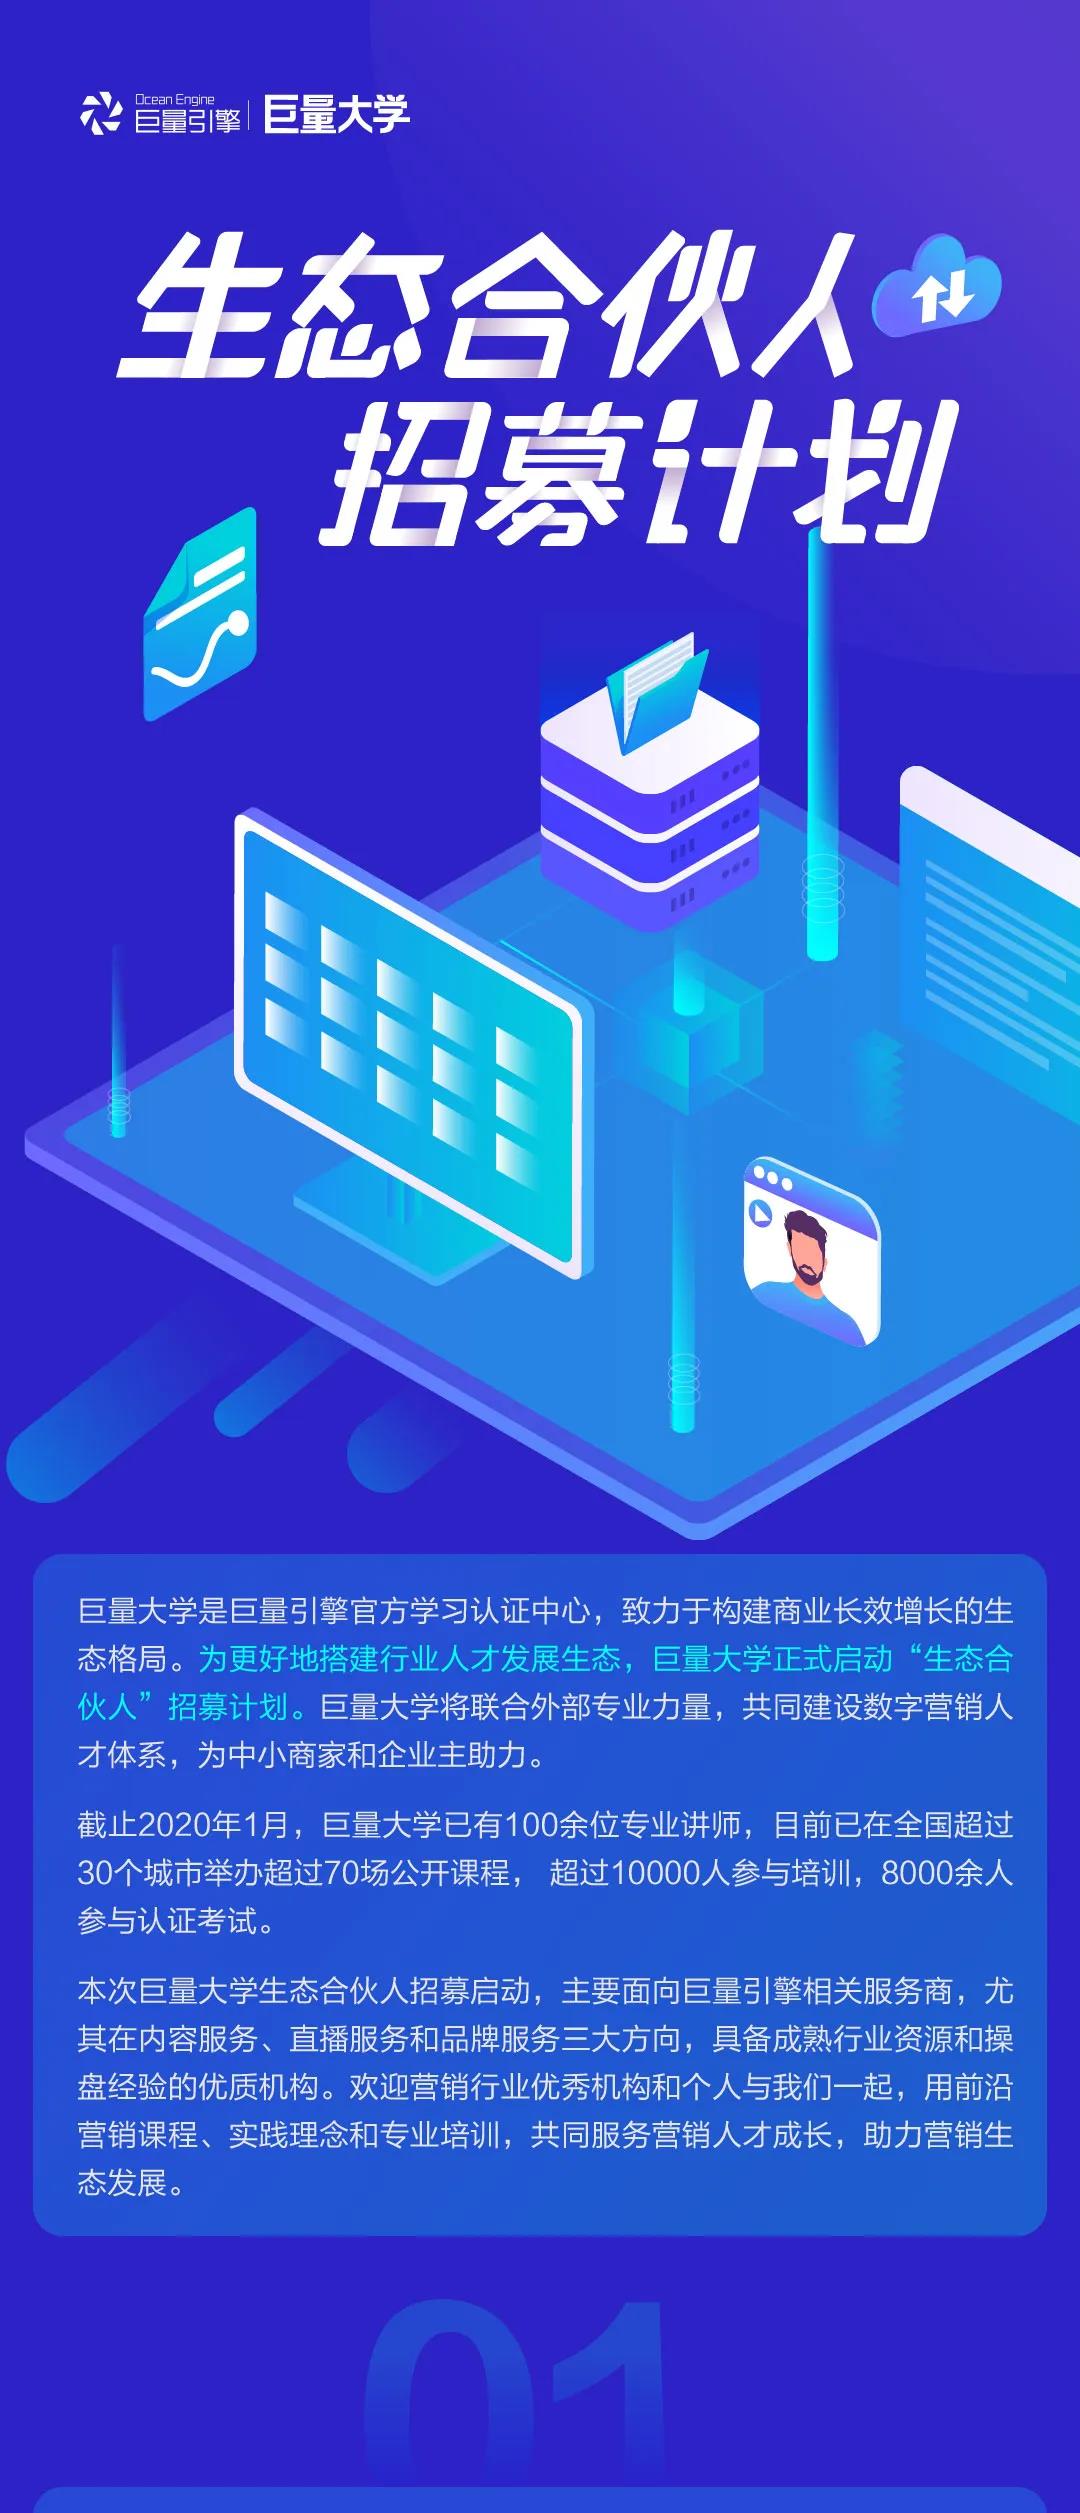 Ocean Engine
巨量引擎 巨量大学
生态合伙人
招募计划
巨量大学是巨量引擎官方学习认证中心，致力于构建商业长效增长的生
态格局。为更好地搭建行业人才发展生态，巨量大学正式启动“生态合
伙人”招募计划。巨量大学将联合外部专业力量，共同建设数字营销人
才体系，为中小商家和企业主助力。
截止2020年1月，巨量大学已有100余位专业讲师，目前已在全国超过
30个城市举办超过70场公开课程， 超过10000人参与培训，8000余人
参与认证考试。
本次巨量大学生态合伙人招募启动，主要面向巨量引擎相关服务商，尤
其在内容服务、直播服务和品牌服务三大方向，具备成熟行业资源和操
盘经验的优质机构。欢迎营销行业优秀机构和个人与我们一起，用前沿
营销课程、实践理念和专业培训，共同服务营销人才成长，助力营销生
态发展。
01